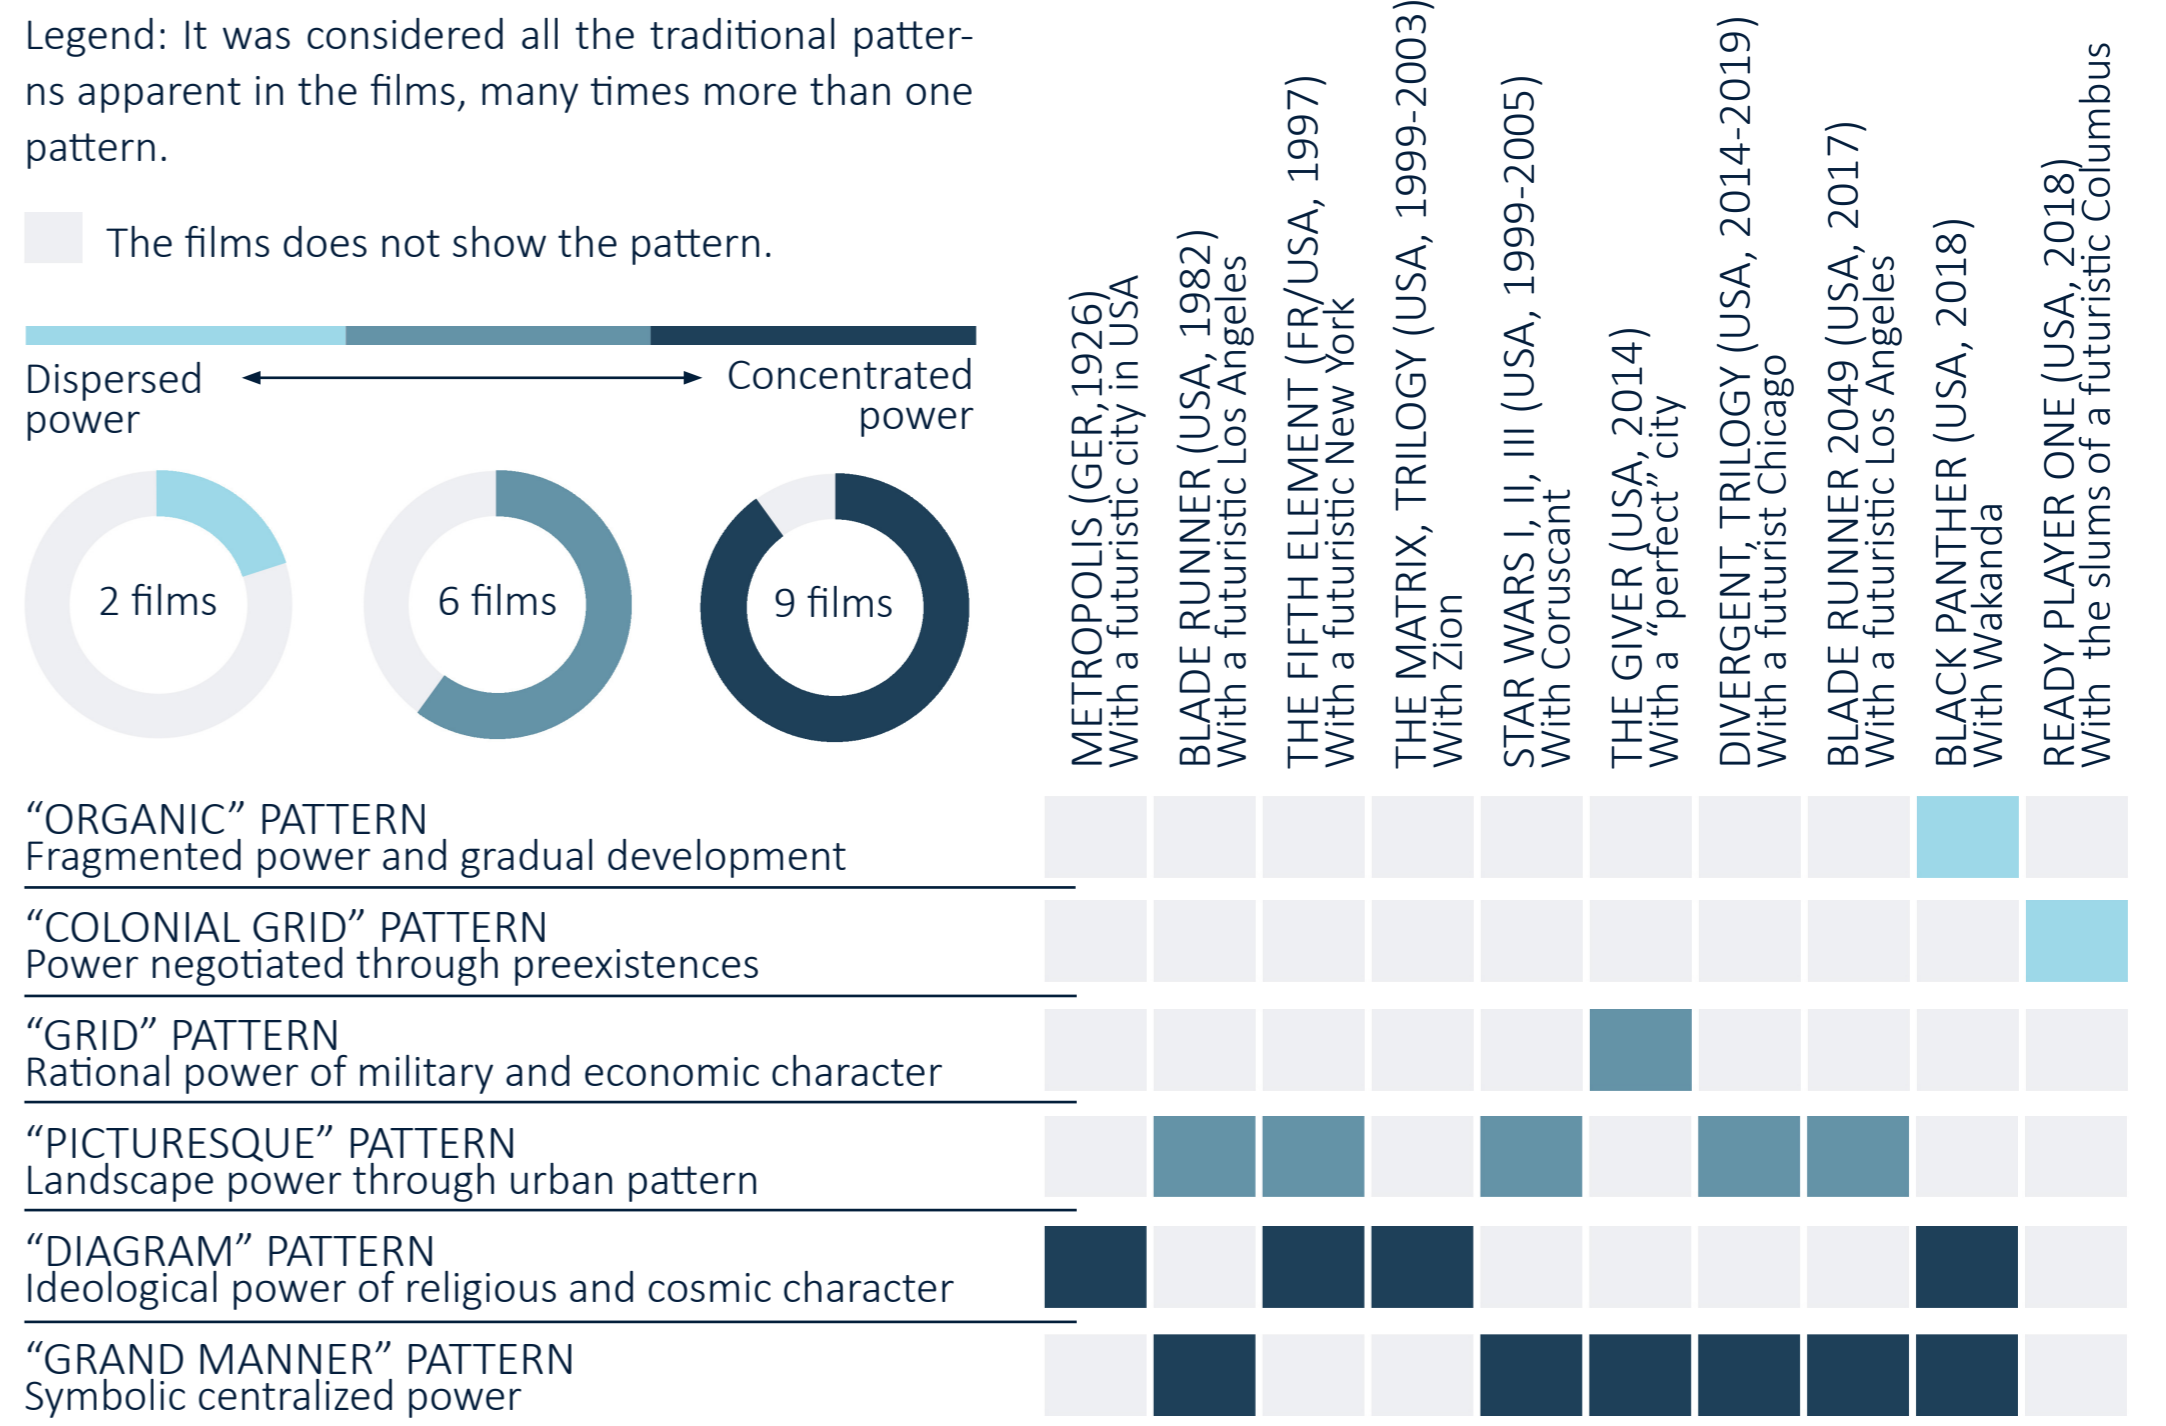 Legend: It was considered all the traditional patter-
ns apparent in the films, many times more than one
pattern.
The films does not show the pattern.
Dispersed
power
Concentrated
power
2 films
6 films
9 films
METROPOLIS (GER,1926)
With a futuristic city in USA
BLADE RUNNER (USA, 1982)
With a futuristic Los Angeles
THE FIFTH ELEMENT (FR/USA, 1997)
With a futuristic New York
THE MATRIX, TRILOGY (USA, 1999-2003)
With Zion
STAR WARS I, II, III (USA, 1999-2005)
With Coruscant
THE GIVER (USA, 2014)
With a “perfect” city
DIVERGENT, TRILOGY (USA, 2014-2019)
With a futurist Chicago
BLADE RUNNER 2049 (USA, 2017)
With a futuristic Los Angeles
BLACK PANTHER (USA, 2018)
With Wakanda
READY PLAYER ONE (USA, 2018)
With the slums of a futuristic Columbus
“ORGANIC” PATTERN
Fragmented power and gradual development
“COLONIAL GRID” PATTERN
Power negotiated through preexistences
“GRID” PATTERN
Rational power of military and economic character
“PICTURESQUE” PATTERN
Landscape power through urban pattern
“DIAGRAM” PATTERN
Ideological power of religious and cosmic character
“GRAND MANNER” PATTERN
Symbolic centralized power